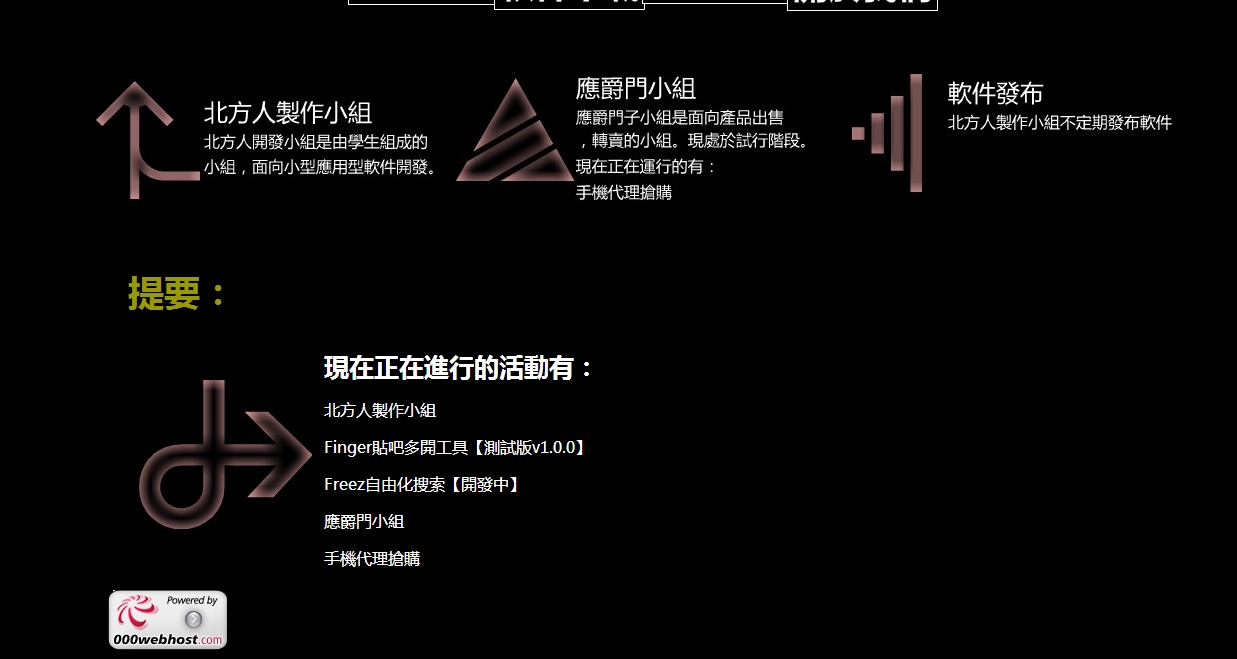 北方人製作小組
北方人開發小組是由學生組成的
小組，面向小型應用型軟件開發。
應爵門小組
應爵門子小組是面向產品出售
，轉賣的小組。現處於試行階段。
現在正在運行的有：
手機代理搶購
軟件發布
北方人製作小組不定期發布軟件
提要：
現在正在進行的活動有：
北方人製作小組
Finger貼吧多開工具【測試版v1.0.0】
Freez自由化搜索【開發中】
應爵門小組
手機代理搶購
Powered by
000webhost.com